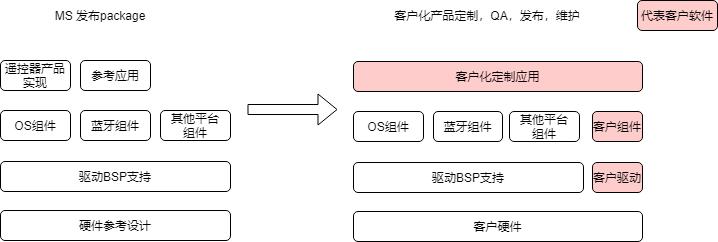 MS 发布package
客户化产品定制，QA，发布，维护
代表客户软件
遥控器产品
实现
参考应用
客户化定制应用
OS组件
蓝牙组件
其他平台
组件
OS组件
蓝牙组件
其他平台
组件
客户组件
驱动BSP支持
驱动BSP支持
客户驱动
硬件参考设计
客户硬件